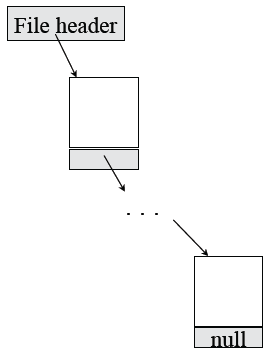 File header
. . .
null